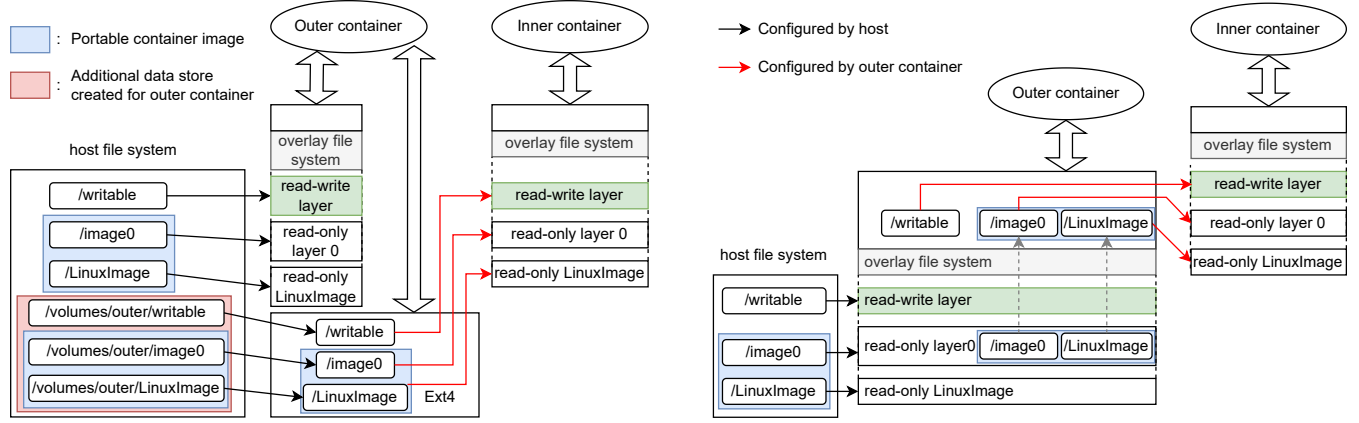 : Portable container image
: Additional data store
created for outer container
host file system
/writable
/image0
/LinuxImage
/volumes/outer/writable
/volumes/outer/image0
/volumes/outer/LinuxImage
Outer container
overlay file
system
read-write
layer
read-only
layer 0
read-only
LinuxImage
/writable
/image0
/LinuxImage
Ext4
Inner container
overlay file system
read-write layer
read-only layer 0
read-only LinuxImage
Configured by host
Configured by outer container
host file system
/writable
/image0
/LinuxImage
Outer container
/writable
/image0
/LinuxImage
overlay file system
read-write layer
read-only layer0
/image0
/LinuxImage
read-only LinuxImage
Inner container
overlay file system
read-write layer
read-only layer 0
read-only LinuxImage